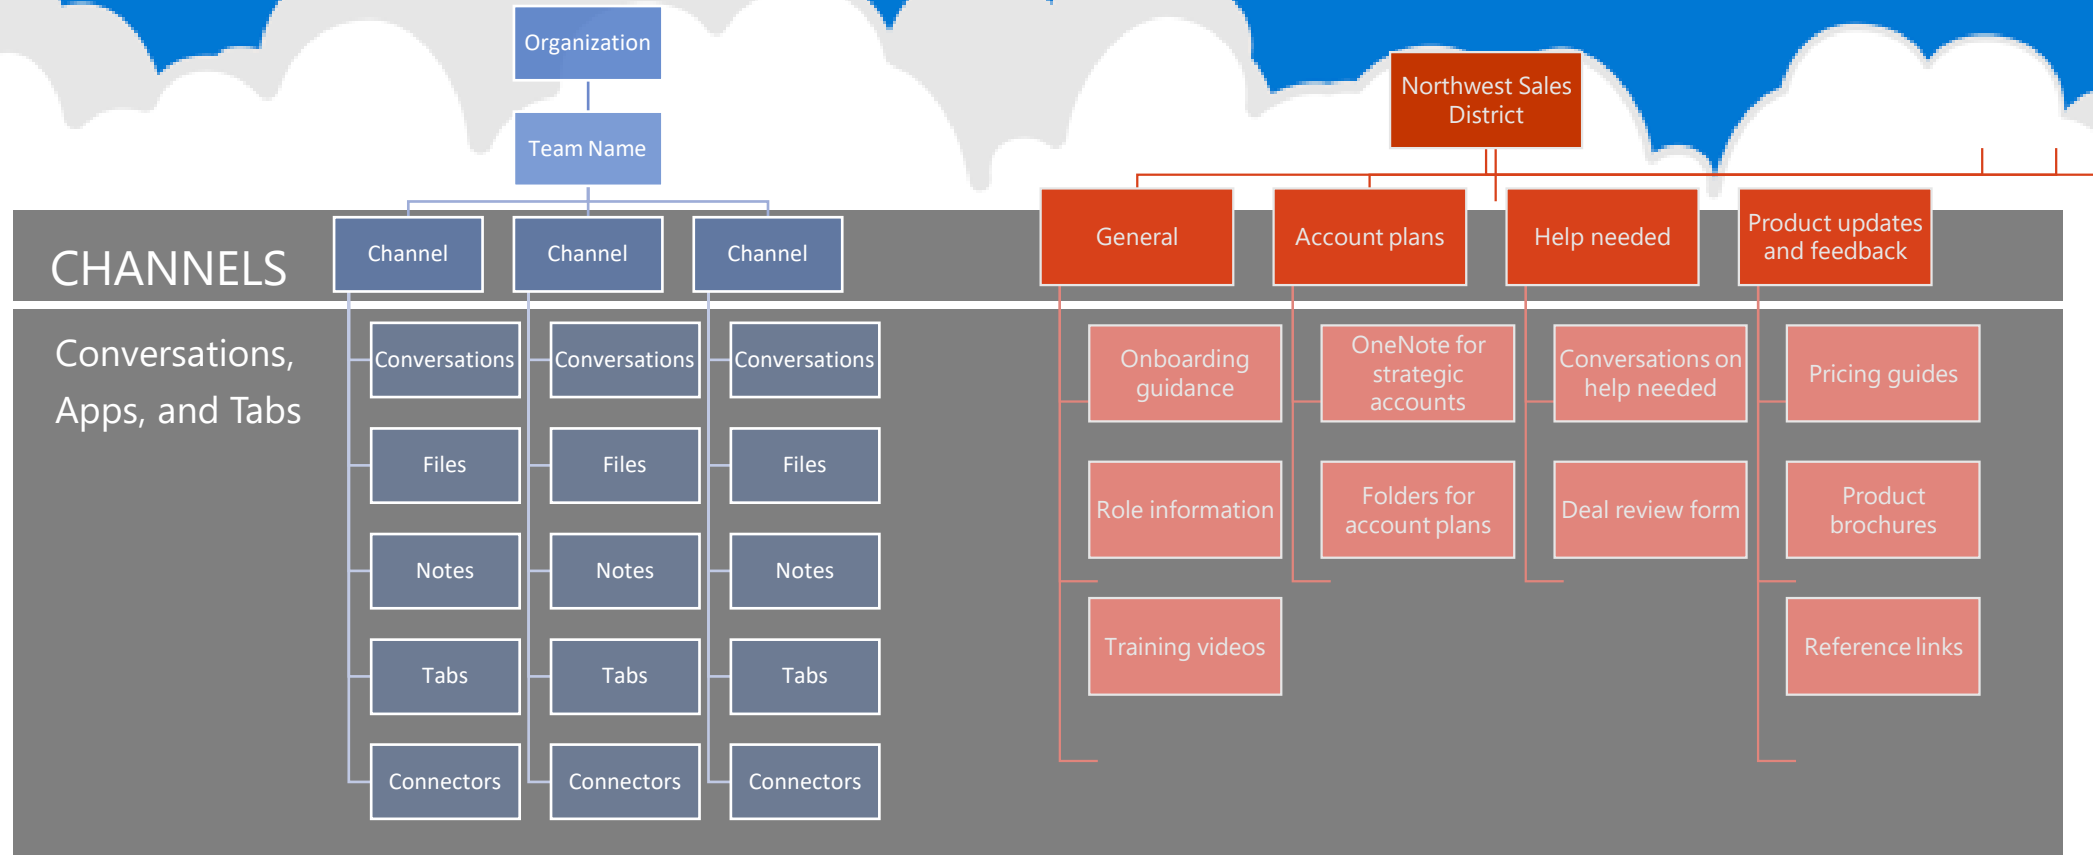 Organization
Team Name
CHANNELS
Channel
Channel
Channel
Conversations,
Apps, and Tabs
Conversations
Conversations
Conversations
Files
Files
Files
Notes
Notes
Notes
Tabs
Tabs
Tabs
Connectors
Connectors
Connectors
Northwest Sales
District
General
Account plans
Help needed
Product updates
and feedback
Onboarding
guidance
OneNote for
strategic
accounts
Conversations on
help needed
Pricing guides
Role information
Folders for
account plans
Deal review form
Product
brochures
Training videos
Reference links